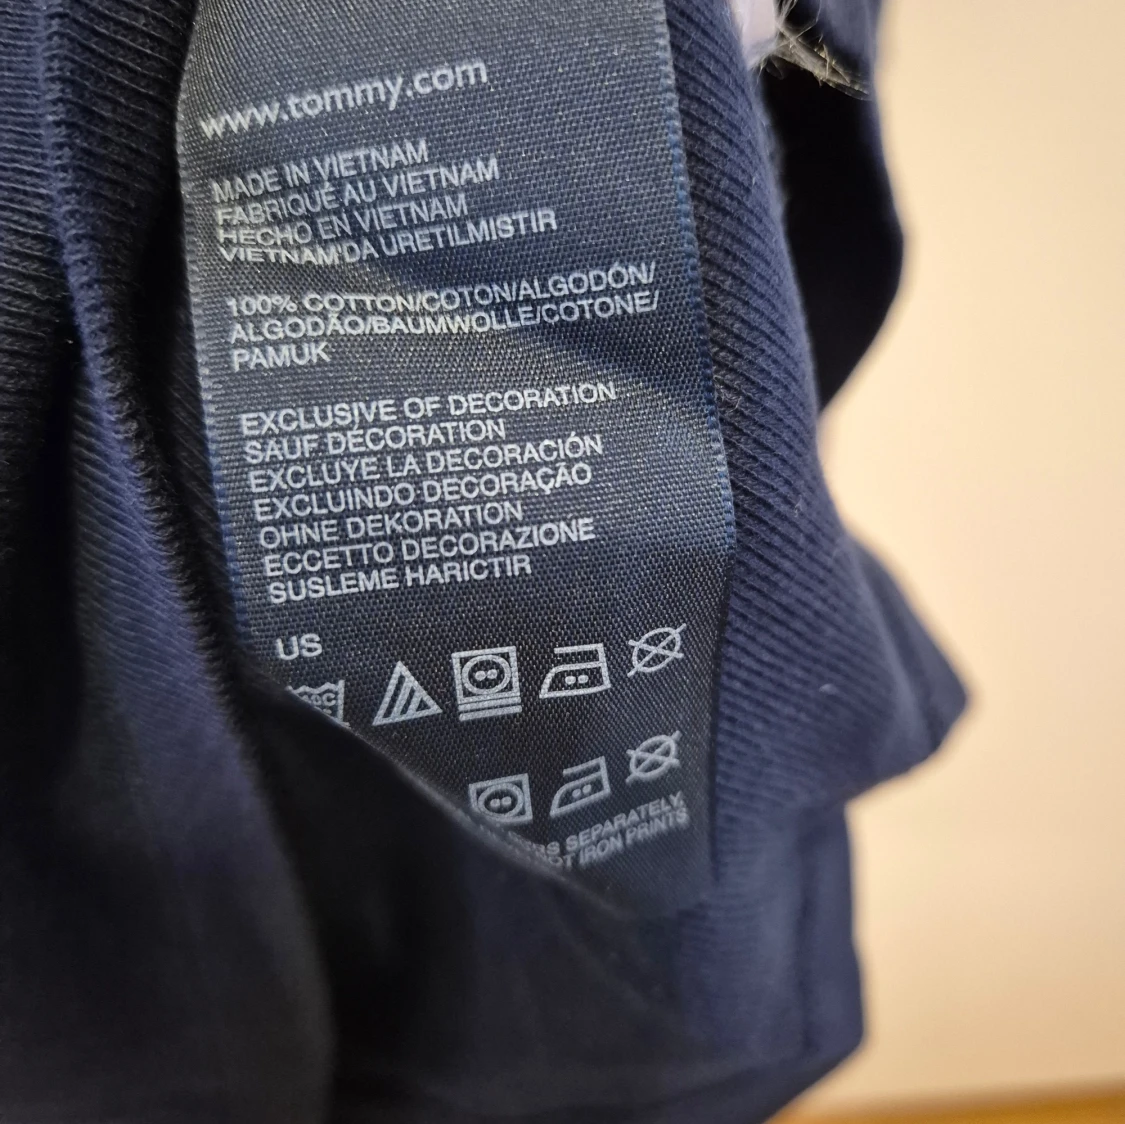 www.tommy.com
MADE IN VIETNAM
FABRIQUÉ AU VIETNAM
HECHO EN VIETNAM
VIETNAM'DA URETILMISTIR
100% COTTON/COTON/ALGODÓN/
ALGODÃO/BAUMWOLLE/COTONE/
PAMUK
EXCLUSIVE OF DECORATION
SAUF DÉCORATION
EXCLUYE LA DECORACIÓN
EXCLUINDO DECORAÇÃO
OHNE DEKORATION
ECCETTO DECORAZIONE
SUSLEME HARICTIR
US
SEPARATELY,
IRON PRINTS